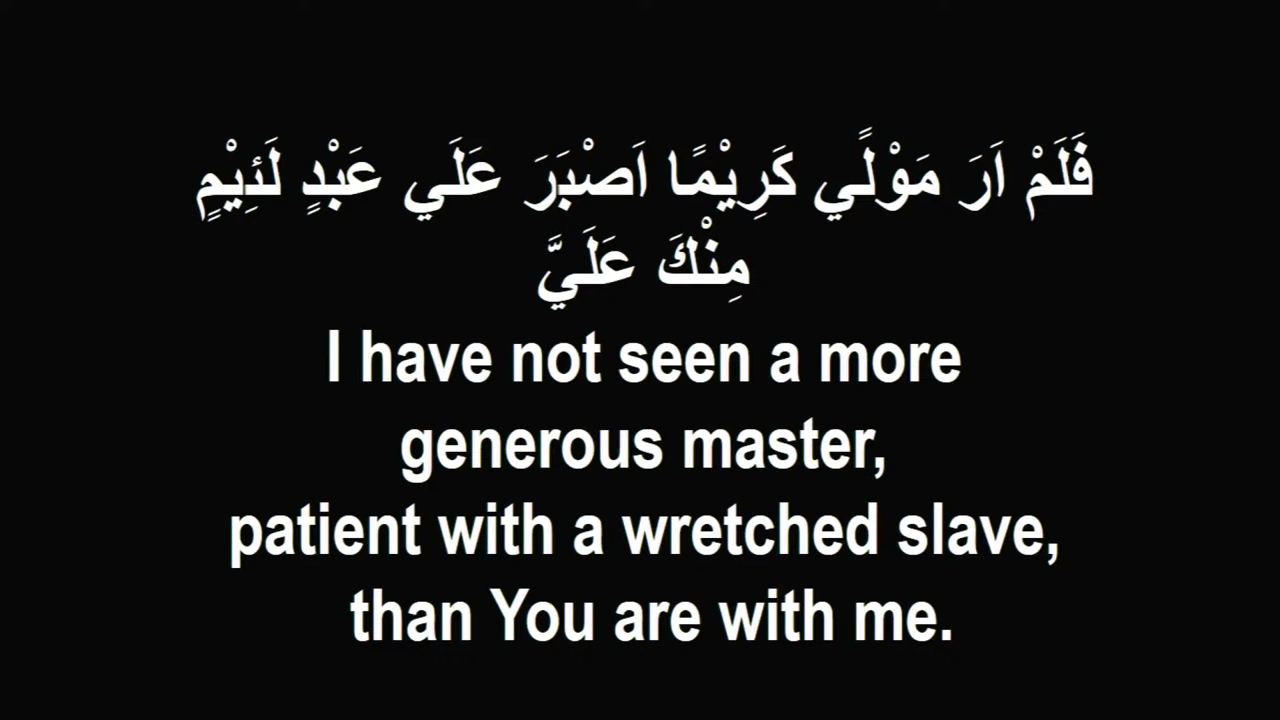 فَلَمْ اَرَ مَوْلًي كَرِيْمًا اَصْبَرَ عَلَي عَبْدٍ لَئِيْمٍ
مِنْكَ عَلَيَّ
I have not seen a more
generous master,
patient with a wretched slave,
than You are with me.